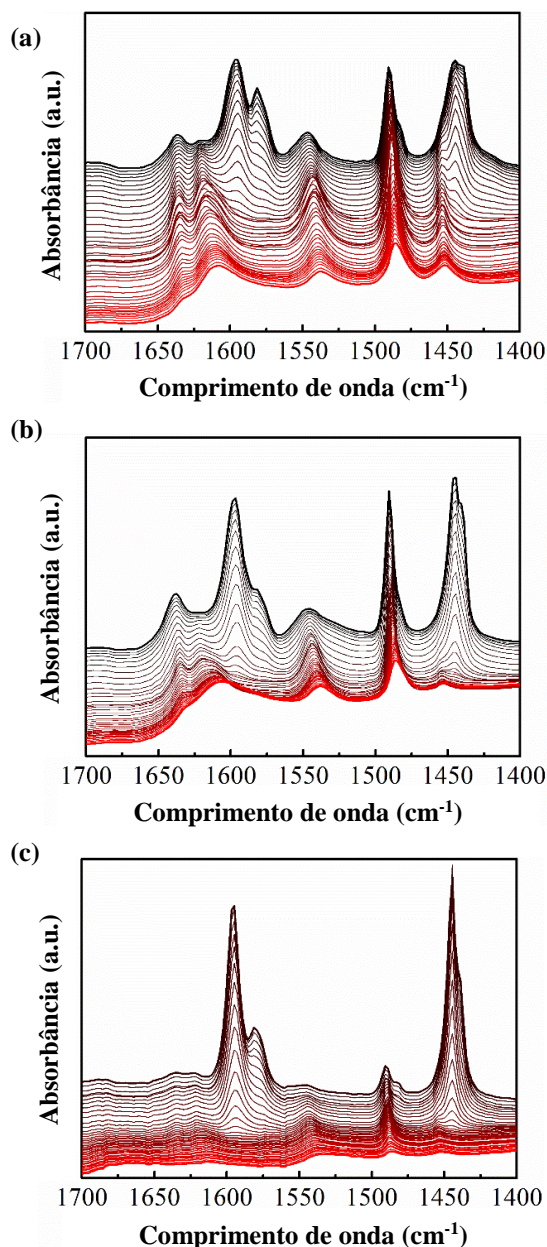 (a)
Absorbância (a.u.)
1700 1650 1600 1550 1500 1450 1400
Comprimento de onda (cm-1)
(b)
Absorbância (a.u.)
1700 1650 1600 1550 1500 1450 1400
Comprimento de onda (cm-1)
(c)
Absorbância (a.u.)
1700 1650 1600 1550 1500 1450 1400
Comprimento de onda (cm-1)